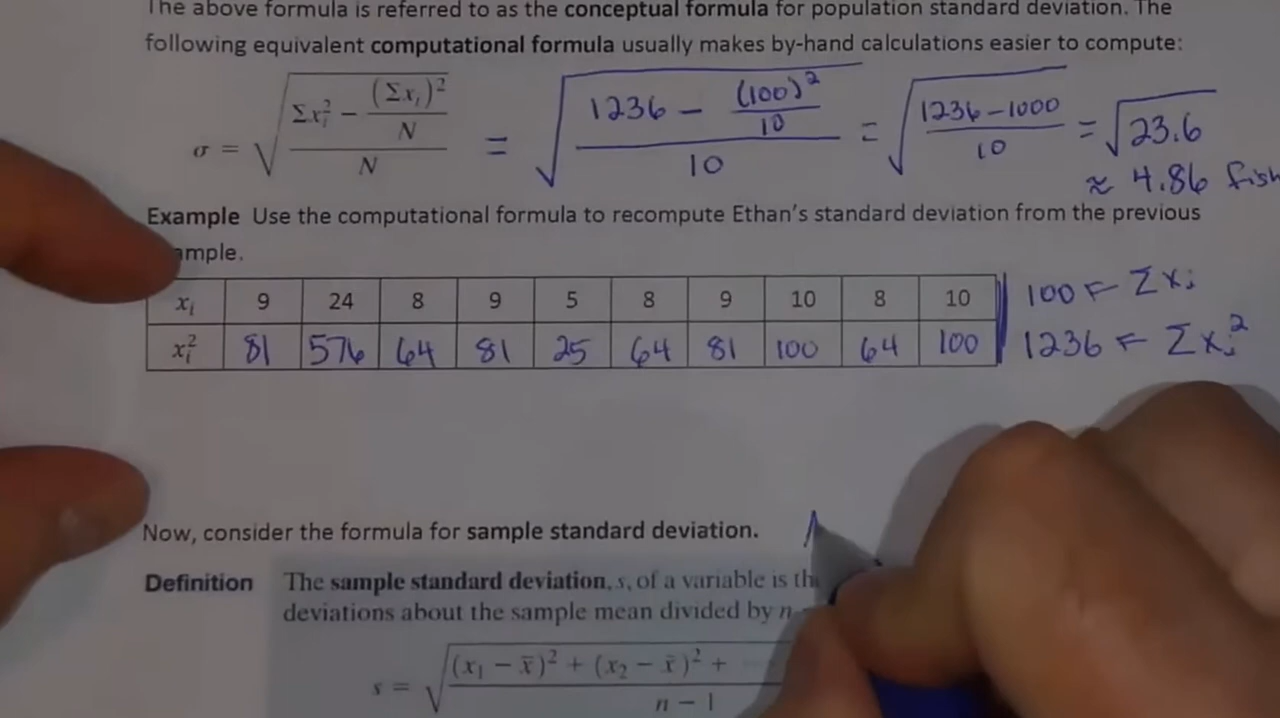 The above formula is referred to as the conceptual formula for population standard deviation. The
following equivalent computational formula usually makes by-hand calculations easier to compute:
σ = √((Σxᵢ² − (Σxᵢ)²/N)/N) = √((1236 − (100)²/10)/10) = √((1236−1000)/10) = √23.6
≈ 4.86 fish
Example Use the computational formula to recompute Ethan's standard deviation from the previous
ample.
xᵢ 9 24 8 9 5 8 9 10 8 10 100 = Σxᵢ
xᵢ² 81 576 64 81 25 64 81 100 64 100 1236 = Σxᵢ²
Now, consider the formula for sample standard deviation.
Definition The sample standard deviation, s, of a variable is th
deviations about the sample mean divided by n −
s = √((x₁ − x̄)² + (x₂ − x̄)² +
n − 1